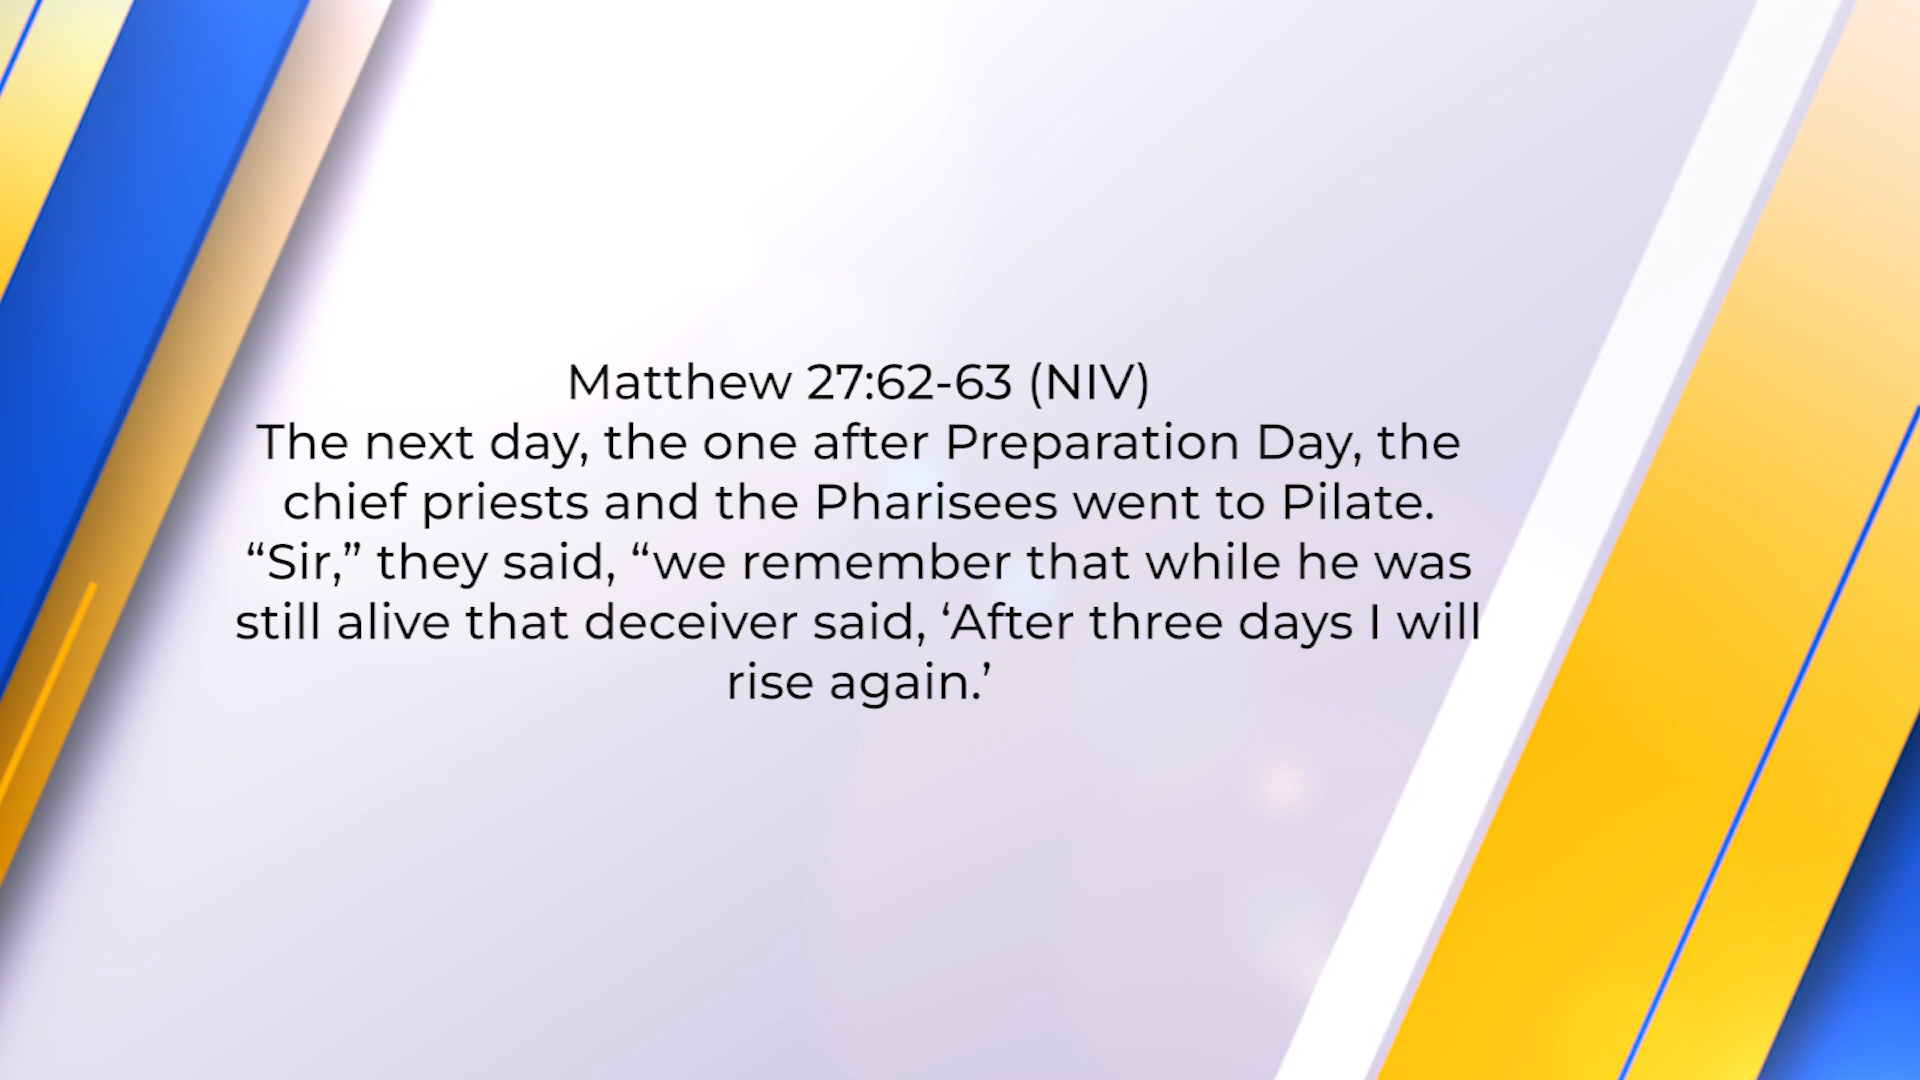 Matthew 27:62-63 (NIV)
The next day, the one after Preparation Day, the
chief priests and the Pharisees went to Pilate.
“Sir,” they said, “we remember that while he was
still alive that deceiver said, ‘After three days I will
rise again.’